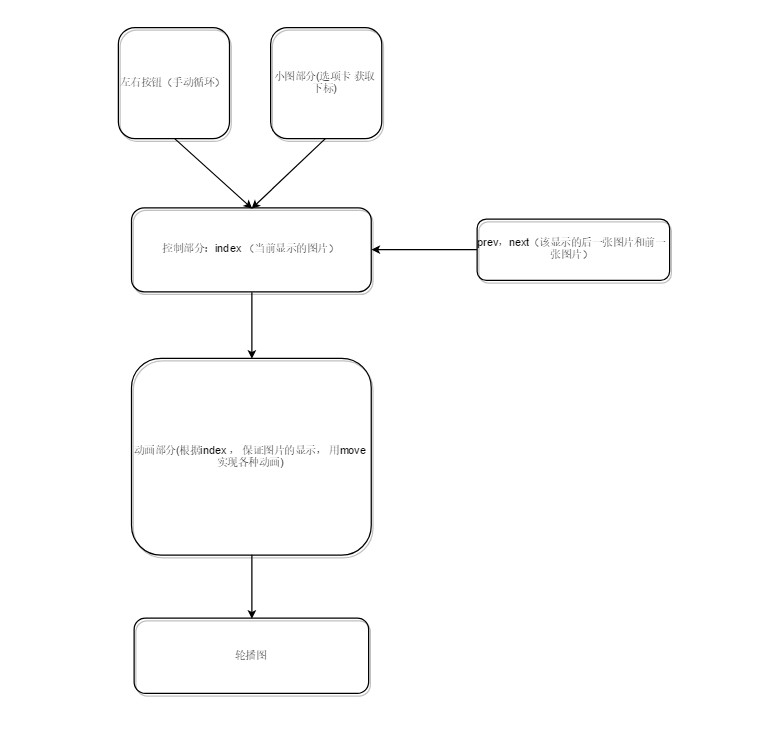 左右按钮（手动循环）
小图部分(选项卡 获取
下标)
控制部分：index （当前显示的图片）
prev，next（该显示的后一张图片和前一
张图片）
动画部分(根据index ， 保证图片的显示， 用move
实现各种动画)
轮播图